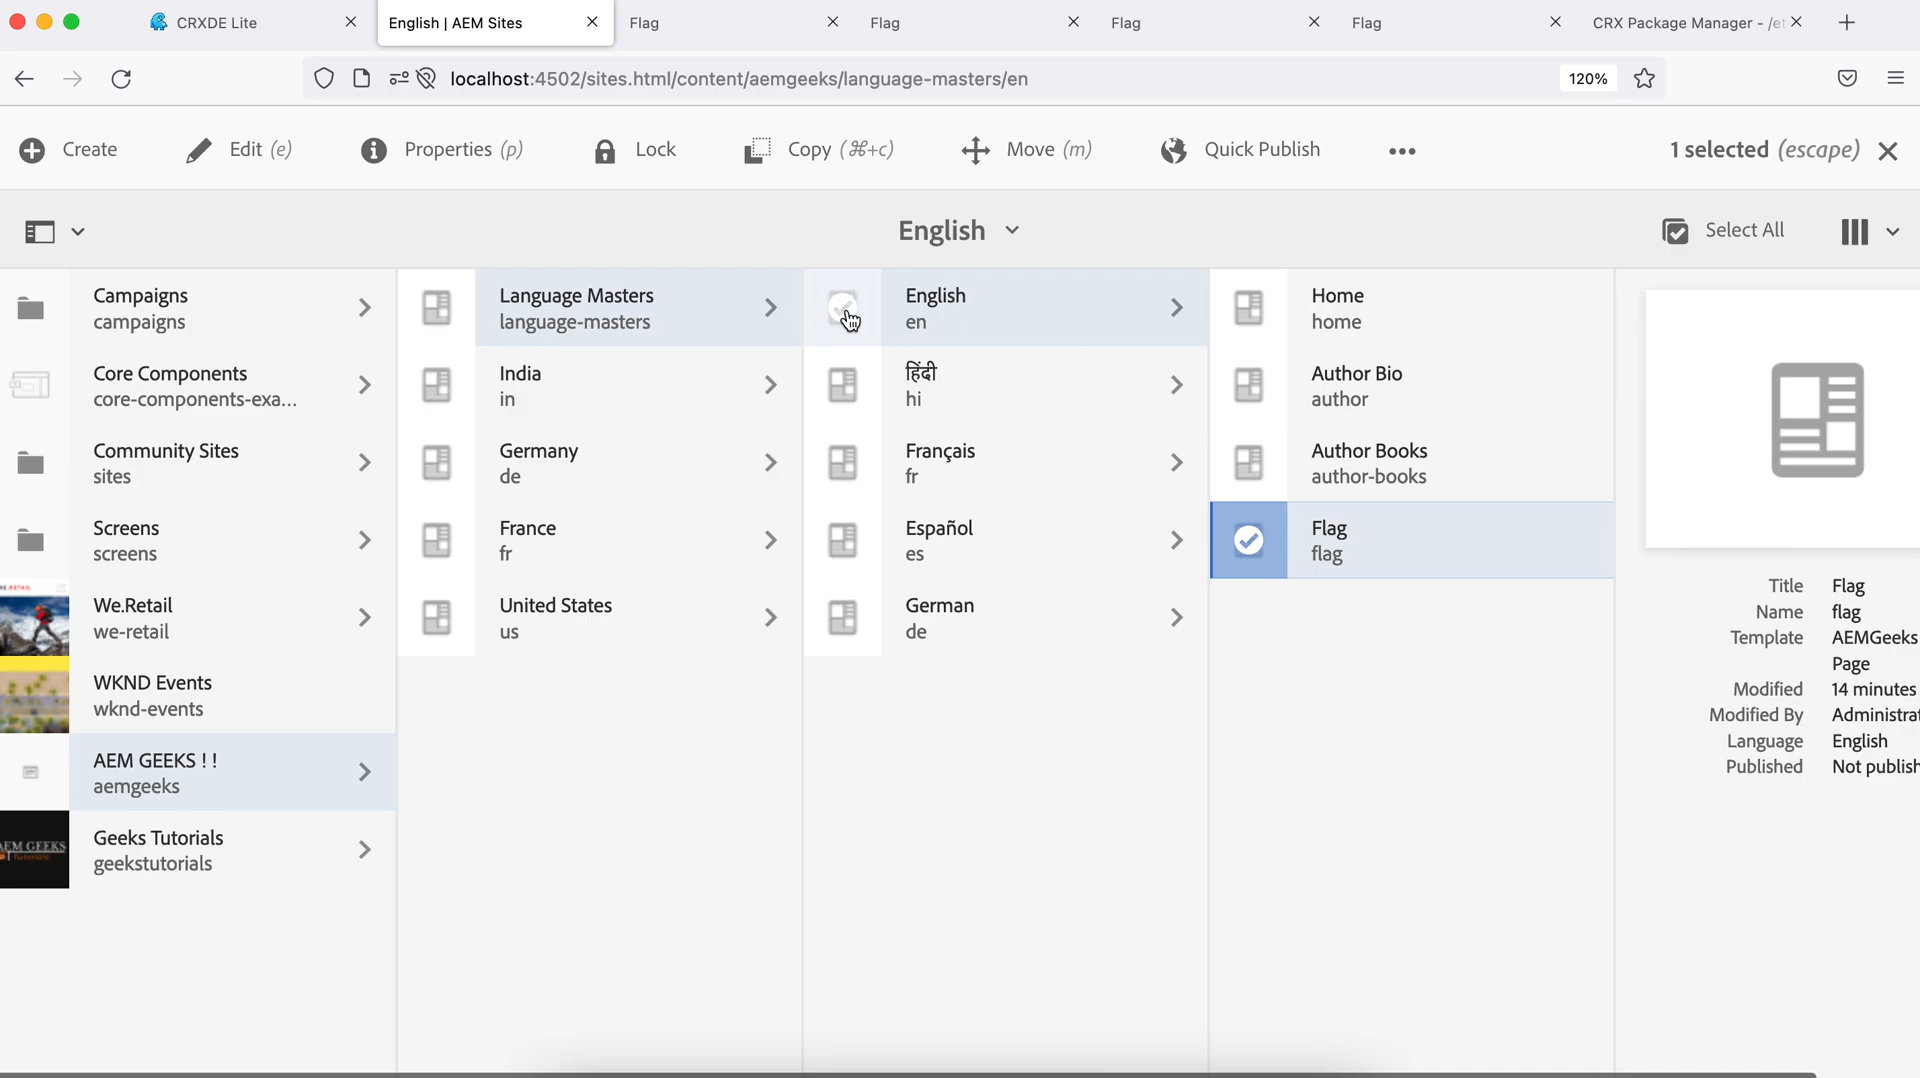 CRXDE Lite
English | AEM Sites
Flag
Flag
Flag
Flag
CRX Package Manager - /et
localhost:4502/sites.html/content/aemgeeks/language-masters/en
120%
Create
Edit (e)
Properties (p)
Lock
Copy (⌘+c)
Move (m)
Quick Publish
1 selected (escape)
English
Select All
Campaigns
campaigns
Core Components
core-components-exa...
Community Sites
sites
Screens
screens
We.Retail
we-retail
WKND Events
wknd-events
AEM GEEKS ! !
aemgeeks
AEM GEEKS
Tutorials
Geeks Tutorials
geekstutorials
Language Masters
language-masters
India
in
Germany
de
France
fr
United States
us
English
en
हिंदी
hi
Français
fr
Español
es
German
de
Home
home
Author Bio
author
Author Books
author-books
Flag
flag
Title Flag
Name flag
Template AEMGeeks
Page
Modified 14 minutes
Modified By Administrat
Language English
Published Not publish